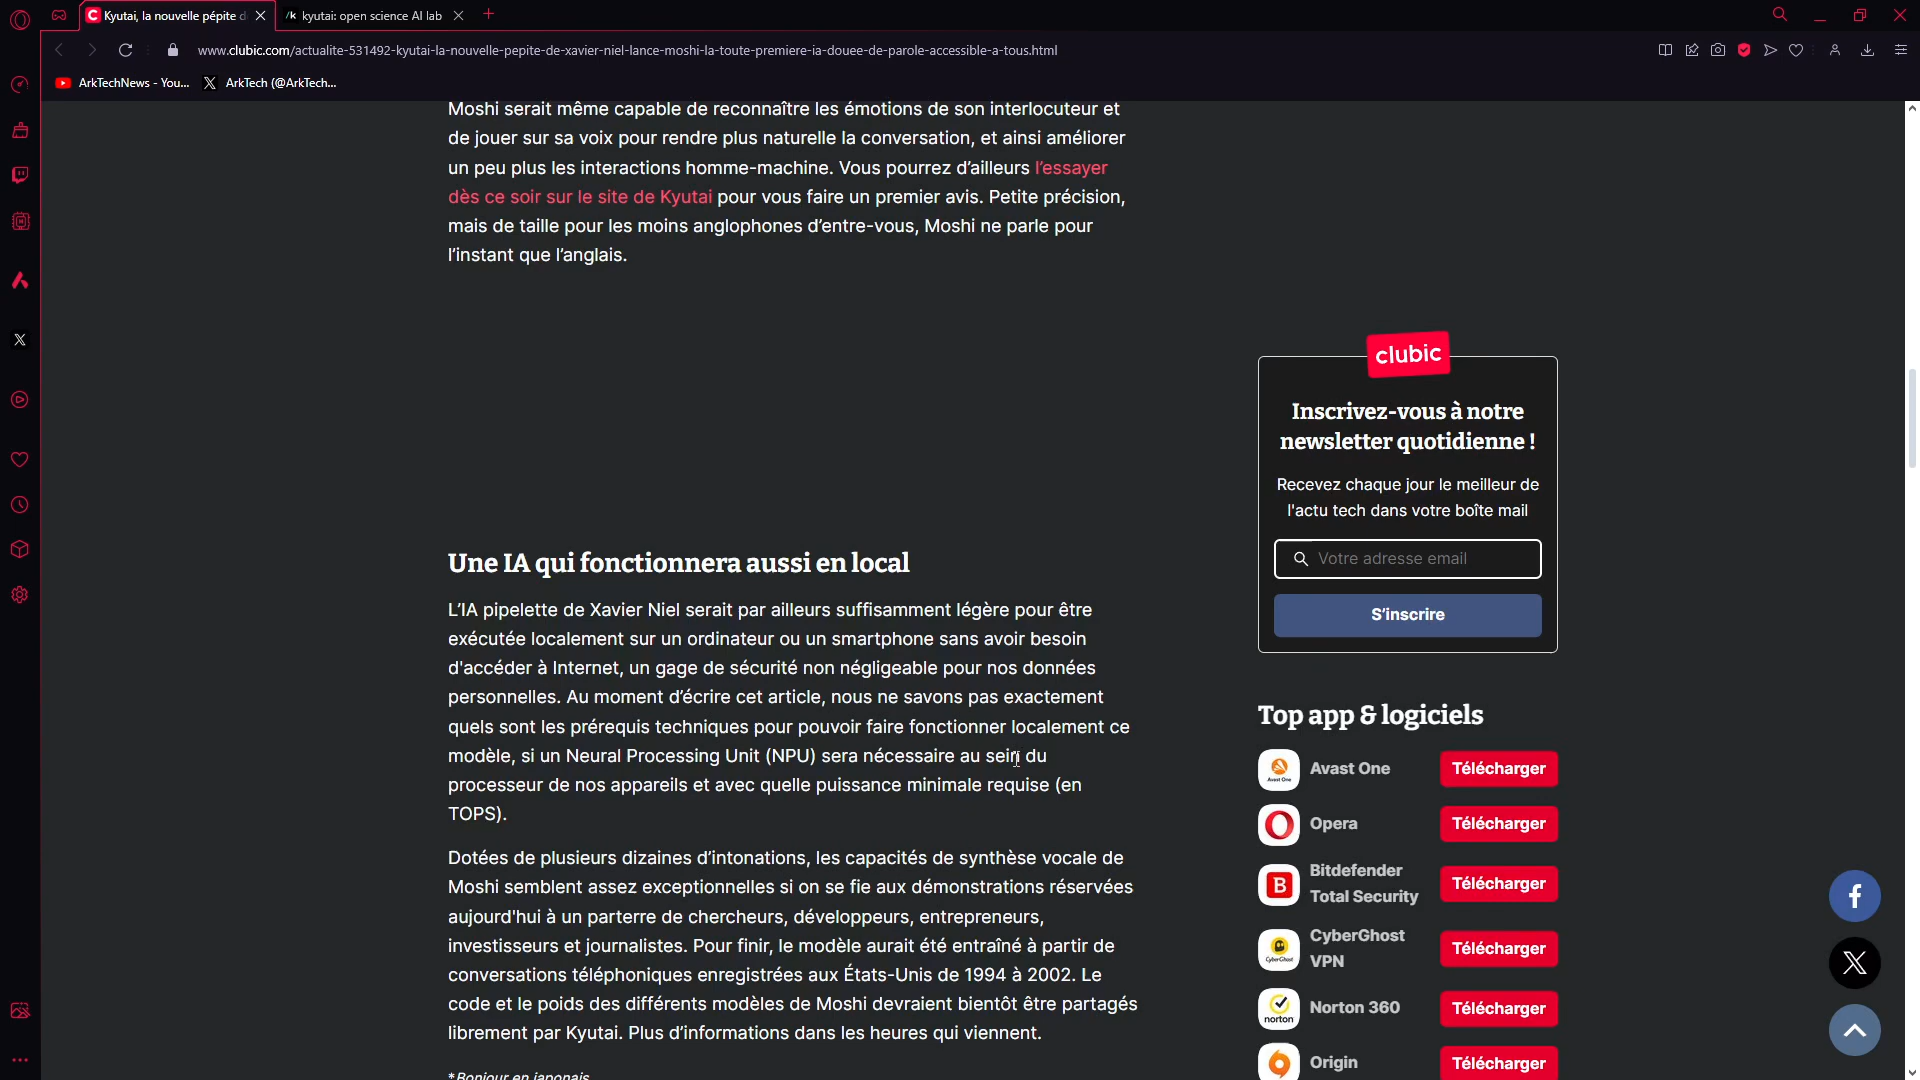 Kyutai, la nouvelle pépite d
kyutai: open science AI lab
www.clubic.com/actualite-531492-kyutai-la-nouvelle-pepite-de-xavier-niel-lance-moshi-la-toute-premiere-ia-douee-de-parole-accessible-a-tous.html
ArkTechNews - You...
ArkTech (@ArkTech...
Moshi serait même capable de reconnaître les émotions de son interlocuteur et
de jouer sur sa voix pour rendre plus naturelle la conversation, et ainsi améliorer
un peu plus les interactions homme-machine. Vous pourrez d’ailleurs l’essayer
dès ce soir sur le site de Kyutai pour vous faire un premier avis. Petite précision,
mais de taille pour les moins anglophones d’entre-vous, Moshi ne parle pour
l’instant que l’anglais.
Une IA qui fonctionnera aussi en local
L’IA pipelette de Xavier Niel serait par ailleurs suffisamment légère pour être
exécutée localement sur un ordinateur ou un smartphone sans avoir besoin
d'accéder à Internet, un gage de sécurité non négligeable pour nos données
personnelles. Au moment d’écrire cet article, nous ne savons pas exactement
quels sont les prérequis techniques pour pouvoir faire fonctionner localement ce
modèle, si un Neural Processing Unit (NPU) sera nécessaire au sein du
processeur de nos appareils et avec quelle puissance minimale requise (en
TOPS).
Dotées de plusieurs dizaines d’intonations, les capacités de synthèse vocale de
Moshi semblent assez exceptionnelles si on se fie aux démonstrations réservées
aujourd'hui à un parterre de chercheurs, développeurs, entrepreneurs,
investisseurs et journalistes. Pour finir, le modèle aurait été entraîné à partir de
conversations téléphoniques enregistrées aux États-Unis de 1994 à 2002. Le
code et le poids des différents modèles de Moshi devraient bientôt être partagés
librement par Kyutai. Plus d’informations dans les heures qui viennent.
*Bonjour en japonais
clubic
Inscrivez-vous à notre
newsletter quotidienne !
Recevez chaque jour le meilleur de
l'actu tech dans votre boîte mail
Votre adresse email
S’inscrire
Top app & logiciels
Avast One
Avast One
Télécharger
Opera
Télécharger
B
Bitdefender
Total Security
Télécharger
CyberGhost
CyberGhost
VPN
Télécharger
norton
Norton 360
Télécharger
Origin
Télécharger